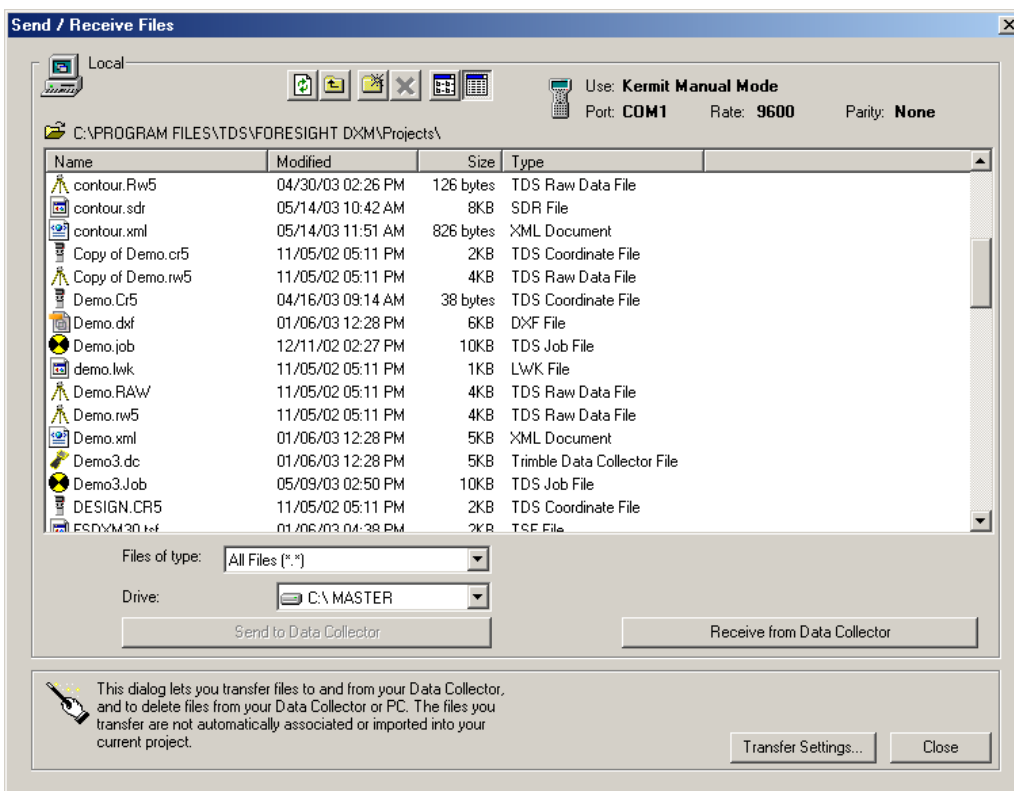 Send / Receive Files
Local
Use: Kermit Manual Mode
Port: COM1 Rate: 9600 Parity: None
C:\PROGRAM FILES\TDS\FORESIGHT DXM\Projects\
Name Modified Size Type
contour.Rw5 04/30/03 02:26 PM 126 bytes TDS Raw Data File
contour.sdr 05/14/03 10:42 AM 8KB SDR File
contour.xml 05/14/03 11:51 AM 826 bytes XML Document
Copy of Demo.cr5 11/05/02 05:11 PM 2KB TDS Coordinate File
Copy of Demo.rw5 11/05/02 05:11 PM 4KB TDS Raw Data File
Demo.Cr5 04/16/03 09:14 AM 38 bytes TDS Coordinate File
Demo.dxf 01/06/03 12:28 PM 6KB DXF File
Demo.job 12/11/02 02:27 PM 10KB TDS Job File
demo.lwk 11/05/02 05:11 PM 1KB LWK File
Demo.RAW 11/05/02 05:11 PM 4KB TDS Raw Data File
Demo.rw5 11/05/02 05:11 PM 4KB TDS Raw Data File
Demo.xml 01/06/03 12:28 PM 5KB XML Document
Demo3.dc 01/06/03 12:28 PM 5KB Trimble Data Collector File
Demo3.Job 05/09/03 02:50 PM 10KB TDS Job File
DESIGN.CR5 11/05/02 05:11 PM 2KB TDS Coordinate File
FSDXM30.tsf 01/06/03 04:38 PM 2KB TSF File
Files of type: All Files (*.*)
Drive: C:\ MASTER
Send to Data Collector Receive from Data Collector
This dialog lets you transfer files to and from your Data Collector,
and to delete files from your Data Collector or PC. The files you
transfer are not automatically associated or imported into your
current project.
Transfer Settings... Close